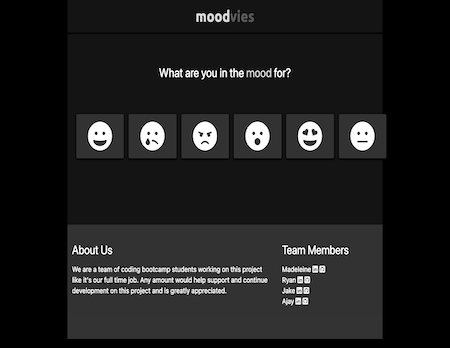 moodvies
What are you in the mood for?
About Us
We are a team of coding bootcamp students working on this project
like it's our full time job. Any amount would help support and continue
development on this project and is greatly appreciated.
Team Members
Madeleine
Ryan
Jake
Ajay